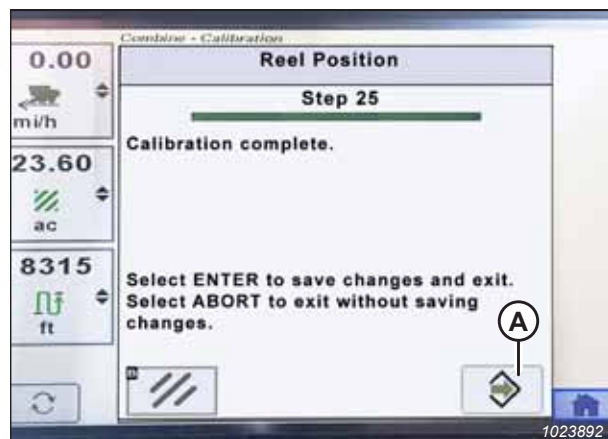 Combine - Calibration
0.00
mi/h
23.60
ac
8315
ft
Reel Position
Step 25
Calibration complete.
Select ENTER to save changes and exit.
Select ABORT to exit without saving
changes.
A
1023892